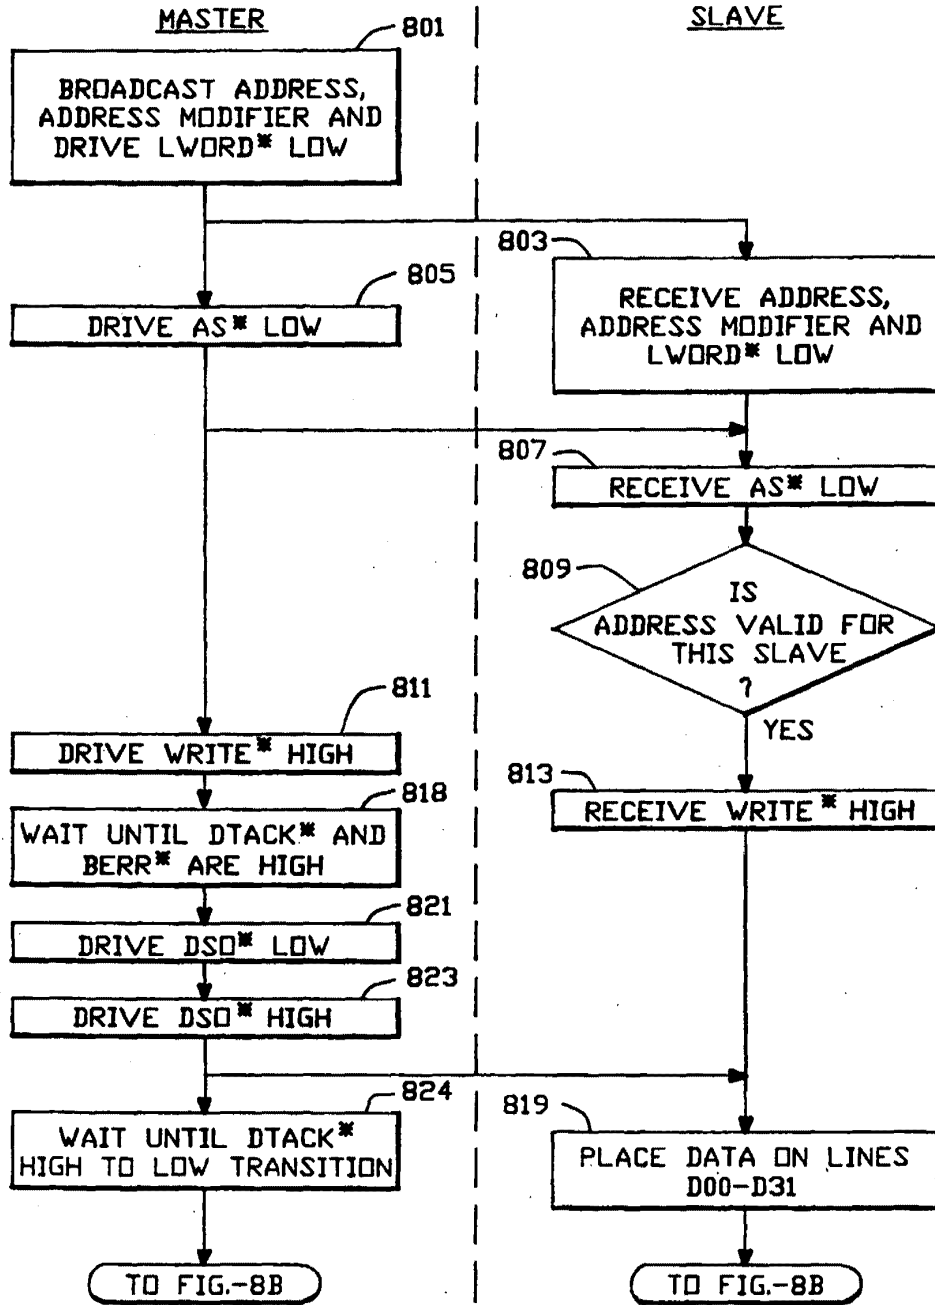 MASTER
SLAVE
801
BROADCAST ADDRESS,
ADDRESS MODIFIER AND
DRIVE LWORD* LOW
803
RECEIVE ADDRESS,
ADDRESS MODIFIER AND
LWORD* LOW
805
DRIVE AS* LOW
807
RECEIVE AS* LOW
809
IS
ADDRESS VALID FOR
THIS SLAVE
?
YES
811
DRIVE WRITE* HIGH
813
RECEIVE WRITE* HIGH
818
WAIT UNTIL DTACK* AND
BERR* ARE HIGH
821
DRIVE DS0* LOW
823
DRIVE DS0* HIGH
824
WAIT UNTIL DTACK*
HIGH TO LOW TRANSITION
819
PLACE DATA ON LINES
D00-D31
TO FIG.-8B
TO FIG.-8B